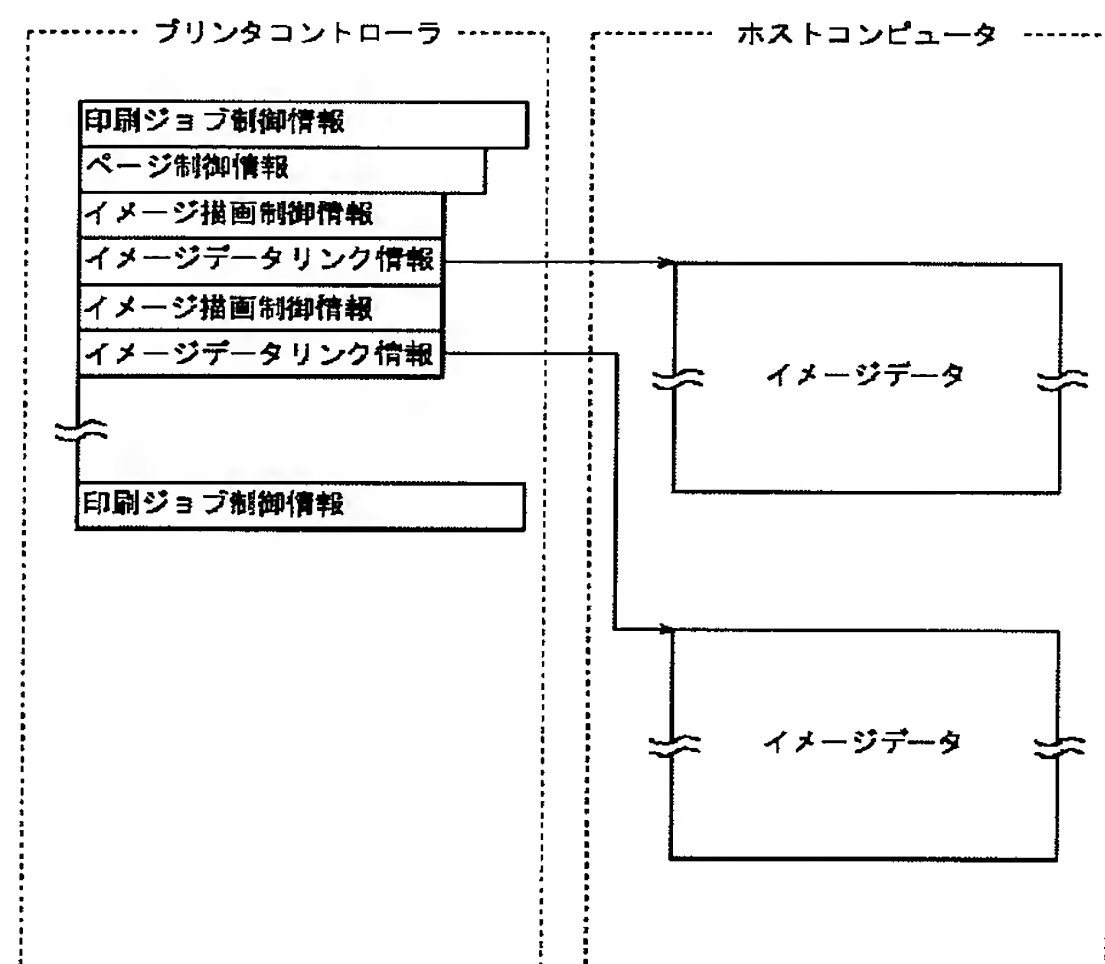 プリンタコントローラ
ホストコンピュータ
印刷ジョブ制御情報
ページ制御情報
イメージ描画制御情報
イメージデータリンク情報
イメージ描画制御情報
イメージデータリンク情報
印刷ジョブ制御情報
イメージデータ
イメージデータ